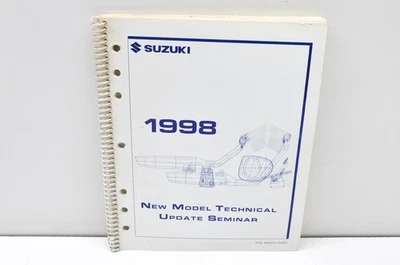 SUZUKI
1998
NEW MODEL TECHNICAL
UPDATE SEMINAR